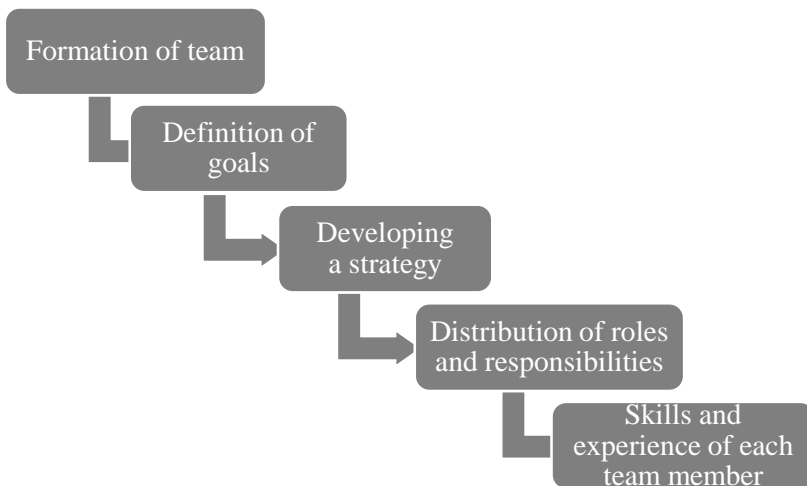 Formation of team
Definition of
goals
Developing
a strategy
Distribution of roles
and responsibilities
Skills and
experience of each
team member